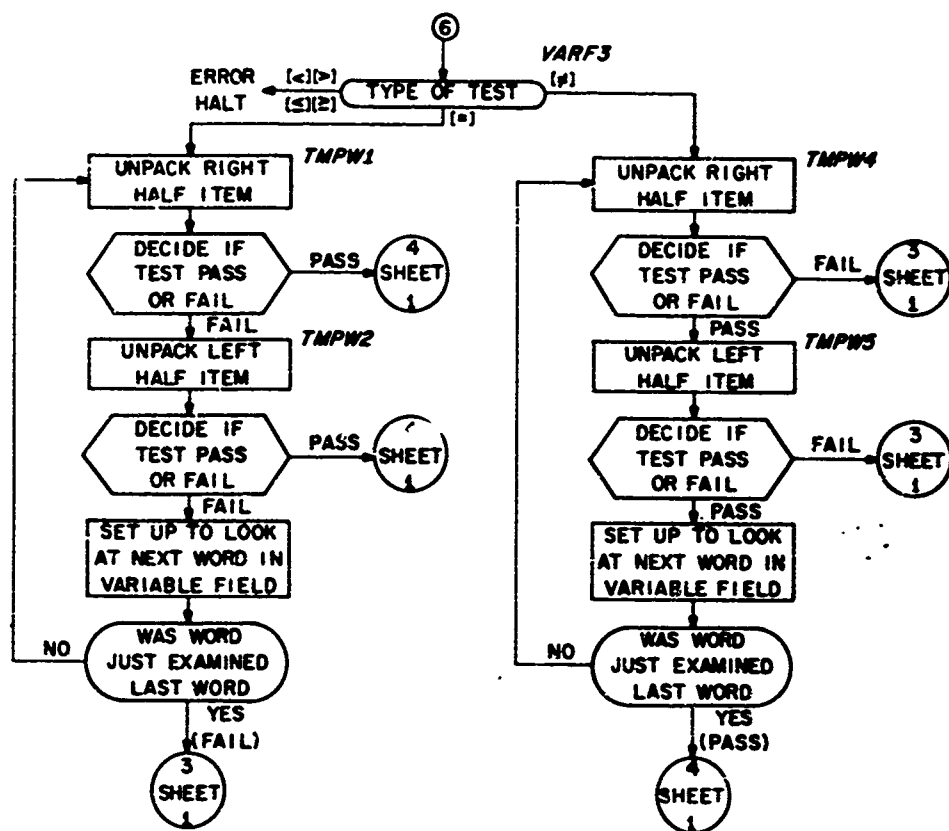 6
VARF3
ERROR
HALT
[<][>]
[≤][≥]
TYPE OF TEST
[≠]
[=]
TMPW1
UNPACK RIGHT
HALF ITEM
DECIDE IF
TEST PASS
OR FAIL
PASS
4
SHEET
1
FAIL
TMPW2
UNPACK LEFT
HALF ITEM
DECIDE IF
TEST PASS
OR FAIL
PASS
SHEET
1
FAIL
SET UP TO LOOK
AT NEXT WORD IN
VARIABLE FIELD
NO
WAS WORD
JUST EXAMINED
LAST WORD
YES
(FAIL)
3
SHEET
1
TMPW4
UNPACK RIGHT
HALF ITEM
DECIDE IF
TEST PASS
OR FAIL
FAIL
3
SHEET
1
PASS
TMPW5
UNPACK LEFT
HALF ITEM
DECIDE IF
TEST PASS
OR FAIL
FAIL
3
SHEET
1
PASS
SET UP TO LOOK
AT NEXT WORD IN
VARIABLE FIELD
NO
WAS WORD
JUST EXAMINED
LAST WORD
YES
(PASS)
4
SHEET
1